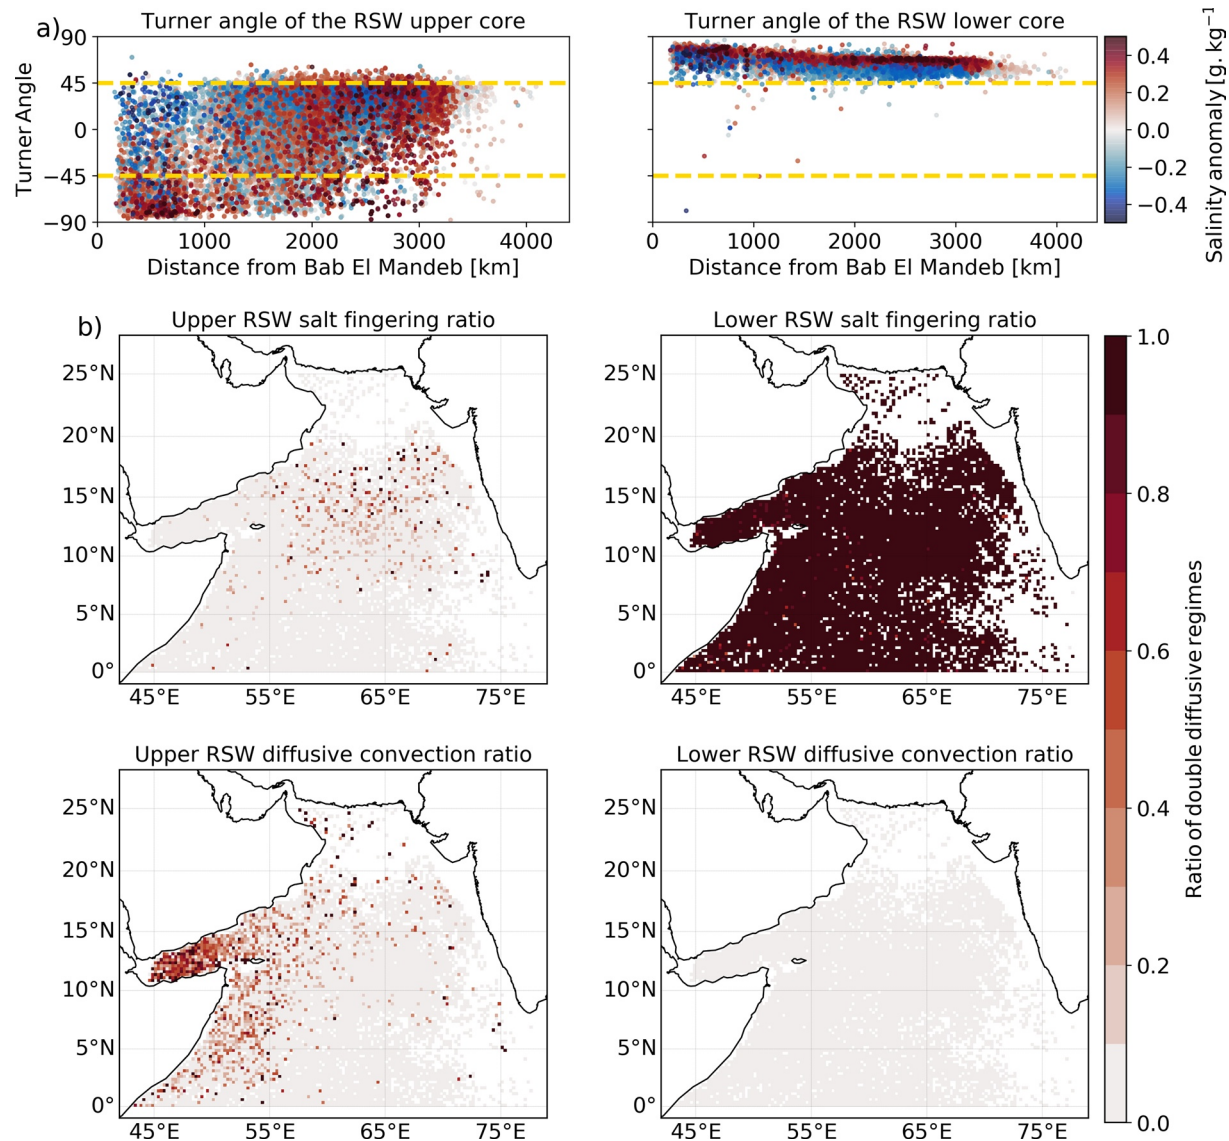 Turner angle of the RSW upper core
Turner angle of the RSW lower core
a)
90
45
0
−45
−90
Turner Angle
0
1000
2000
3000
4000
Distance from Bab El Mandeb [km]
0
1000
2000
3000
4000
Distance from Bab El Mandeb [km]
0.4
0.2
0.0
−0.2
−0.4
Salinity anomaly [g. kg⁻¹]
b)
Upper RSW salt fingering ratio
25°N
20°N
15°N
10°N
5°N
0°
45°E
55°E
65°E
75°E
Lower RSW salt fingering ratio
25°N
20°N
15°N
10°N
5°N
0°
45°E
55°E
65°E
75°E
Upper RSW diffusive convection ratio
25°N
20°N
15°N
10°N
5°N
0°
45°E
55°E
65°E
75°E
Lower RSW diffusive convection ratio
25°N
20°N
15°N
10°N
5°N
0°
45°E
55°E
65°E
75°E
1.0
0.8
0.6
0.4
0.2
0.0
Ratio of double diffusive regimes